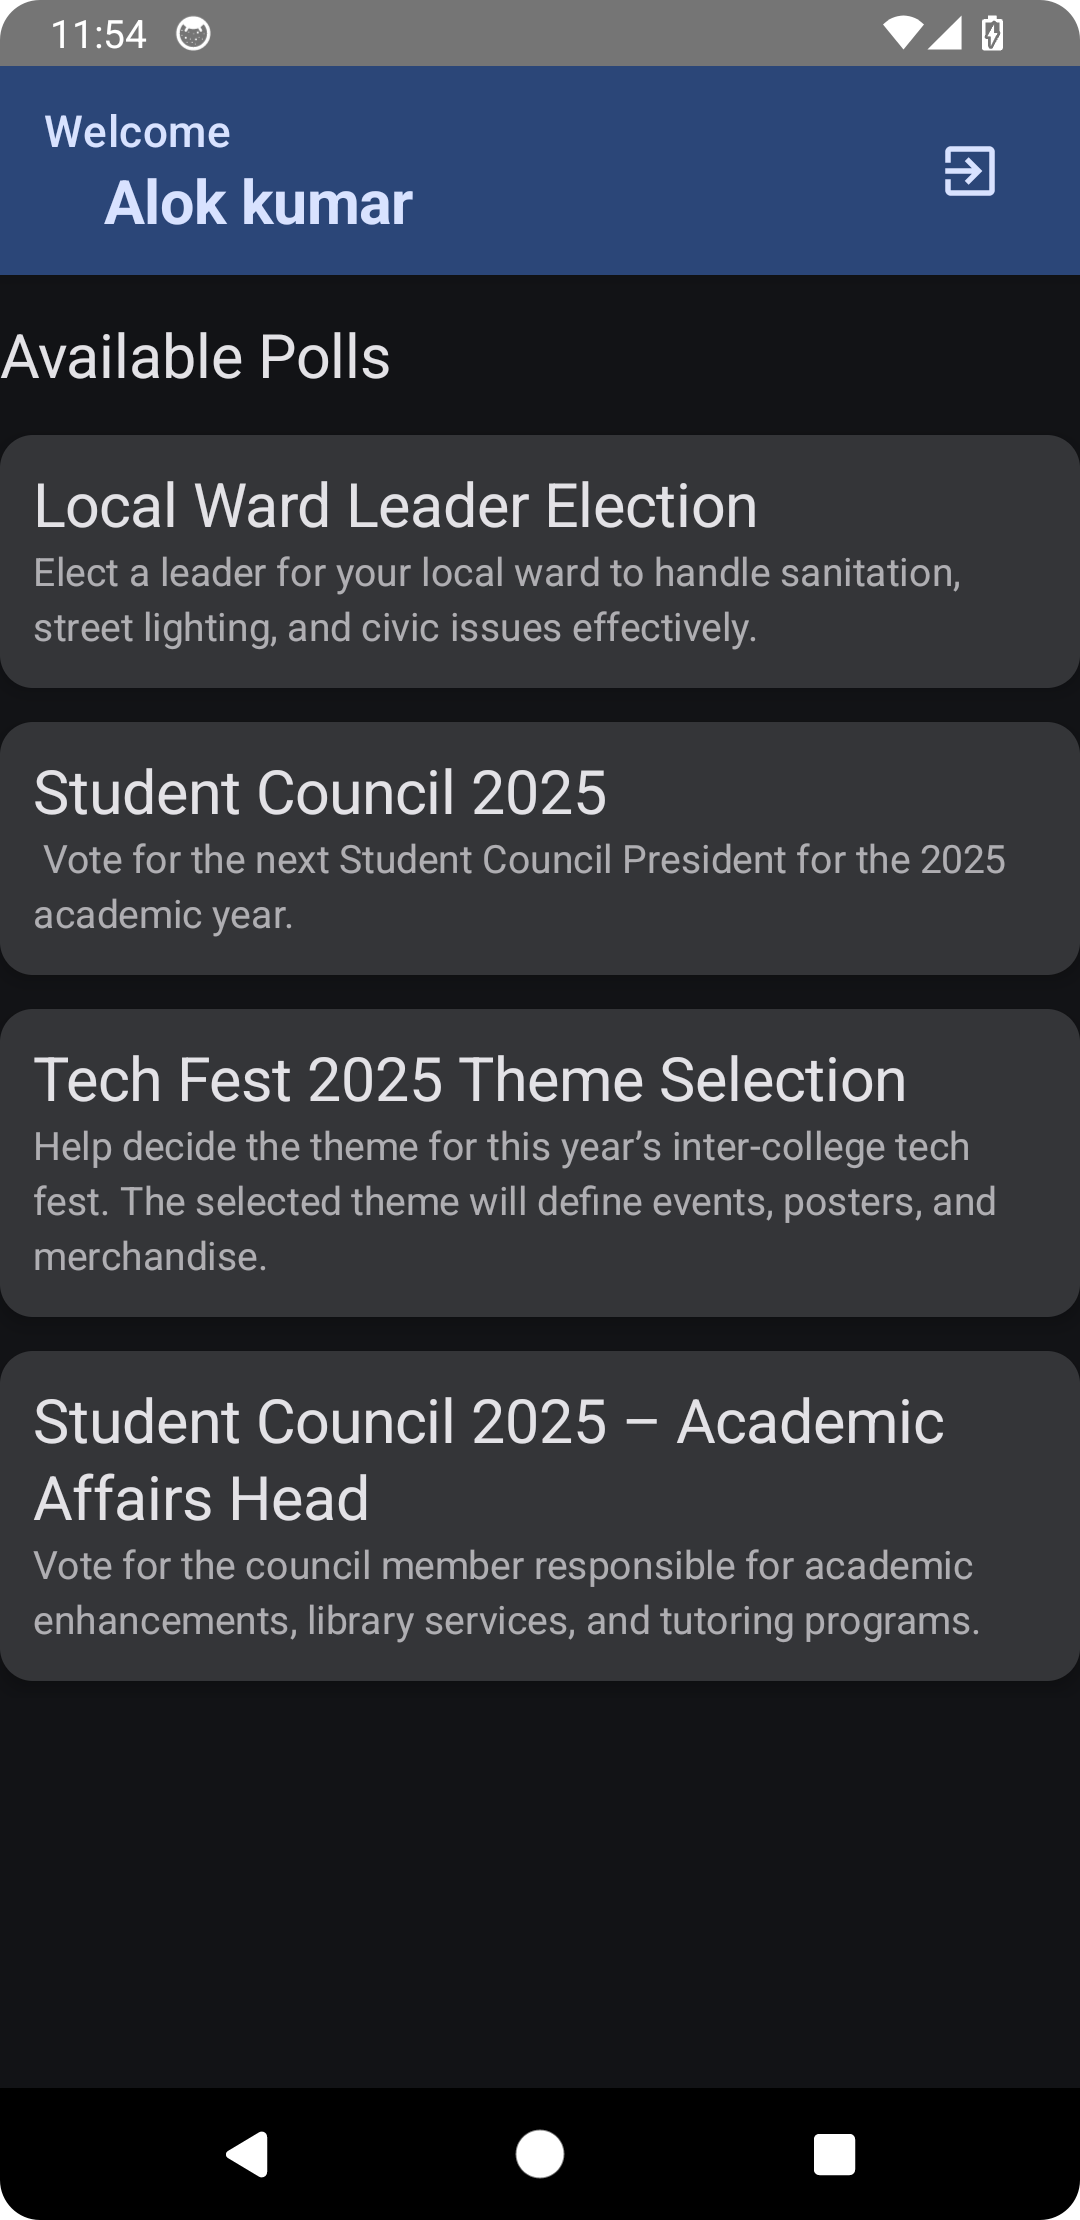 11:54
Welcome
Alok kumar
Available Polls
Local Ward Leader Election
Elect a leader for your local ward to handle sanitation,
street lighting, and civic issues effectively.
Student Council 2025
Vote for the next Student Council President for the 2025
academic year.
Tech Fest 2025 Theme Selection
Help decide the theme for this year’s inter-college tech
fest. The selected theme will define events, posters, and
merchandise.
Student Council 2025 – Academic
Affairs Head
Vote for the council member responsible for academic
enhancements, library services, and tutoring programs.